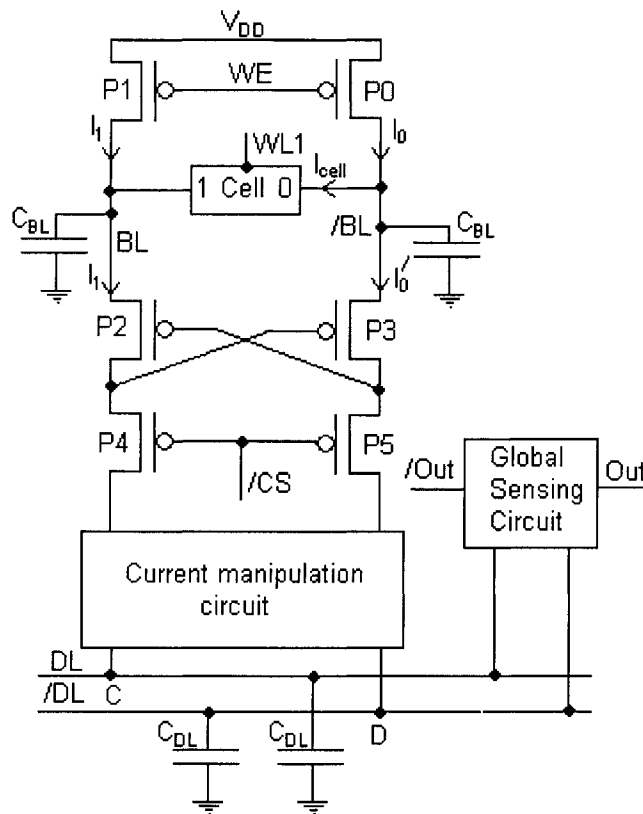 VDD
P1
WE
P0
I1
WL1
Icell
I0
1 Cell 0
CBL
BL
/BL
CBL
I1
I0′
P2
P3
P4
P5
/CS
/Out
Global
Sensing
Circuit
Out
Current manipulation
circuit
DL
/DL
C
D
CDL
CDL